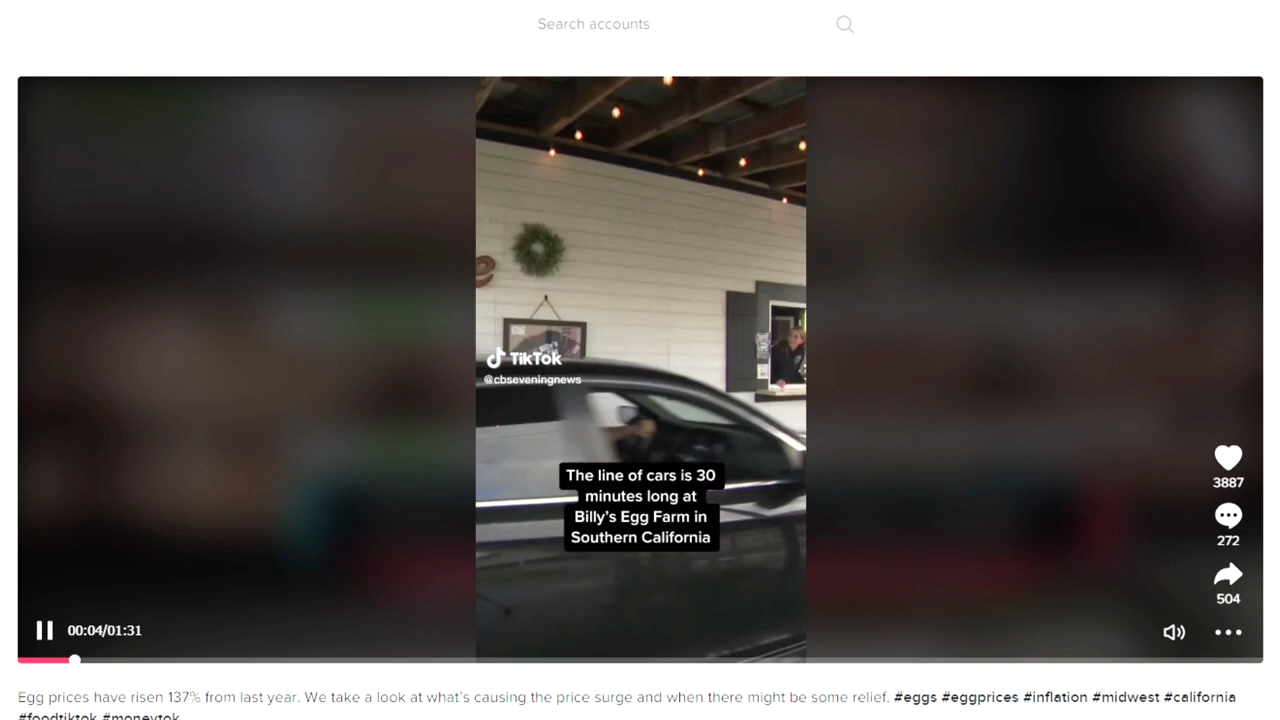 Search accounts
TikTok
@cbseveningnews
The line of cars is 30
minutes long at
Billy's Egg Farm in
Southern California
3887
272
504
00:04/01:31
Egg prices have risen 137% from last year. We take a look at what's causing the price surge and when there might be some relief. #eggs #eggprices #inflation #midwest #california
#foodtiktok #moneytok